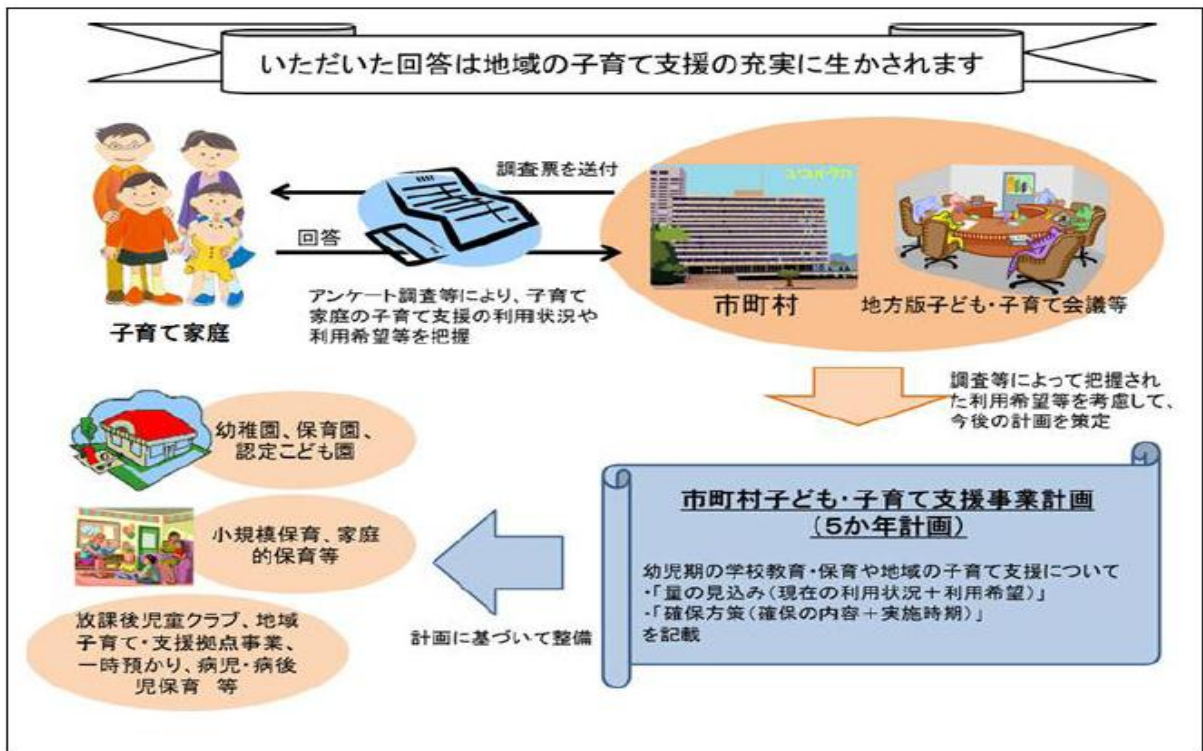 いただいた回答は地域の子育て支援の充実に生かされます
調査票を送付
回答
子育て家庭
アンケート調査等により、子育て
家庭の子育て支援の利用状況や
利用希望等を把握
市町村
地方版子ども・子育て会議等
調査等によって把握され
た利用希望等を考慮して、
今後の計画を策定
市町村子ども・子育て支援事業計画
(5か年計画)
幼児期の学校教育・保育や地域の子育て支援について
・「量の見込み(現在の利用状況+利用希望)」
・「確保方策(確保の内容+実施時期)」
を記載
計画に基づいて整備
幼稚園、保育園、
認定こども園
小規模保育、家庭
的保育等
放課後児童クラブ、地域
子育て・支援拠点事業、
一時預かり、病児・病後
児保育 等